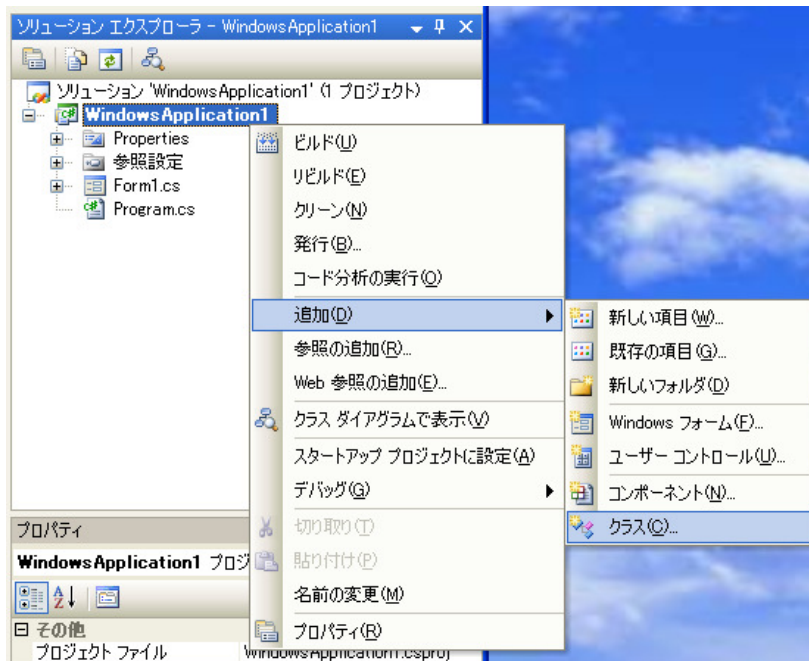 ソリューション エクスプローラ - WindowsApplication1
ソリューション 'WindowsApplication1' (1 プロジェクト)
WindowsApplication1
Properties
参照設定
Form1.cs
Program.cs
ビルド(U)
リビルド(E)
クリーン(N)
発行(B)...
コード分析の実行(O)
追加(D)
参照の追加(R)...
Web 参照の追加(E)...
クラス ダイアグラムで表示(V)
スタートアップ プロジェクトに設定(A)
デバッグ(G)
切り取り(T)
貼り付け(P)
名前の変更(M)
プロパティ(R)
新しい項目(W)...
既存の項目(G)...
新しいフォルダ(D)
Windows フォーム(F)...
ユーザー コントロール(U)...
コンポーネント(N)...
クラス(C)...
プロパティ
WindowsApplication1 プロジ
その他
プロジェクト ファイル
WindowsApplication1.csproj